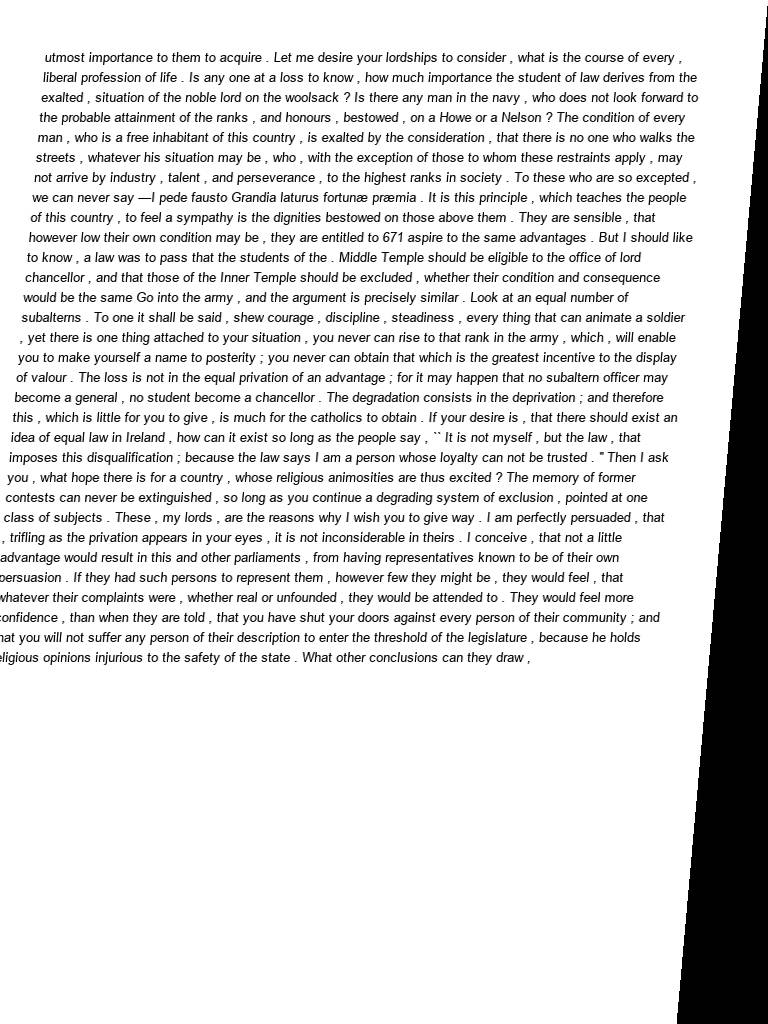 utmost importance to them to acquire . Let me desire your lordships to consider , what is the course of every ,
liberal profession of life . Is any one at a loss to know , how much importance the student of law derives from the
exalted , situation of the noble lord on the woolsack ? Is there any man in the navy , who does not look forward to
the probable attainment of the ranks , and honours , bestowed , on a Howe or a Nelson ? The condition of every
man , who is a free inhabitant of this country , is exalted by the consideration , that there is no one who walks the
streets , whatever his situation may be , who , with the exception of those to whom these restraints apply , may
not arrive by industry , talent , and perseverance , to the highest ranks in society . To these who are so excepted ,
we can never say —I pede fausto Grandia laturus fortunæ præmia . It is this principle , which teaches the people
of this country , to feel a sympathy is the dignities bestowed on those above them . They are sensible , that
however low their own condition may be , they are entitled to 671 aspire to the same advantages . But I should like
to know , a law was to pass that the students of the . Middle Temple should be eligible to the office of lord
chancellor , and that those of the Inner Temple should be excluded , whether their condition and consequence
would be the same Go into the army , and the argument is precisely similar . Look at an equal number of
subalterns . To one it shall be said , shew courage , discipline , steadiness , every thing that can animate a soldier
, yet there is one thing attached to your situation , you never can rise to that rank in the army , which , will enable
you to make yourself a name to posterity ; you never can obtain that which is the greatest incentive to the display
of valour . The loss is not in the equal privation of an advantage ; for it may happen that no subaltern officer may
become a general , no student become a chancellor . The degradation consists in the deprivation ; and therefore
this , which is little for you to give , is much for the catholics to obtain . If your desire is , that there should exist an
idea of equal law in Ireland , how can it exist so long as the people say , `` It is not myself , but the law , that
imposes this disqualification ; because the law says I am a person whose loyalty can not be trusted . " Then I ask
you , what hope there is for a country , whose religious animosities are thus excited ? The memory of former
contests can never be extinguished , so long as you continue a degrading system of exclusion , pointed at one
class of subjects . These , my lords , are the reasons why I wish you to give way . I am perfectly persuaded , that
, trifling as the privation appears in your eyes , it is not inconsiderable in theirs . I conceive , that not a little
advantage would result in this and other parliaments , from having representatives known to be of their own
persuasion . If they had such persons to represent them , however few they might be , they would feel , that
whatever their complaints were , whether real or unfounded , they would be attended to . They would feel more
confidence , than when they are told , that you have shut your doors against every person of their community ; and
hat you will not suffer any person of their description to enter the threshold of the legislature , because he holds
eligious opinions injurious to the safety of the state . What other conclusions can they draw ,